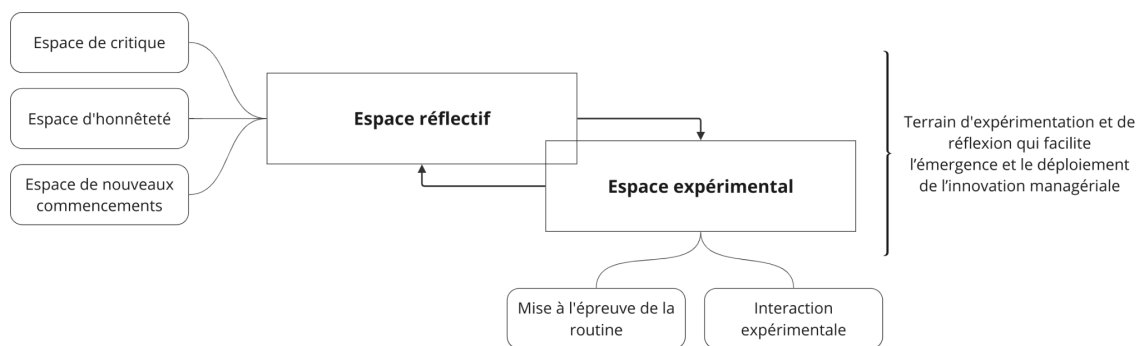 Espace de critique
Espace d'honnêteté
Espace de nouveaux
commencements
Espace réflectif
Espace expérimental
Mise à l'épreuve de la
routine
Interaction
expérimentale
Terrain d'expérimentation et de
réflexion qui facilite
l’émergence et le déploiement
de l’innovation managériale